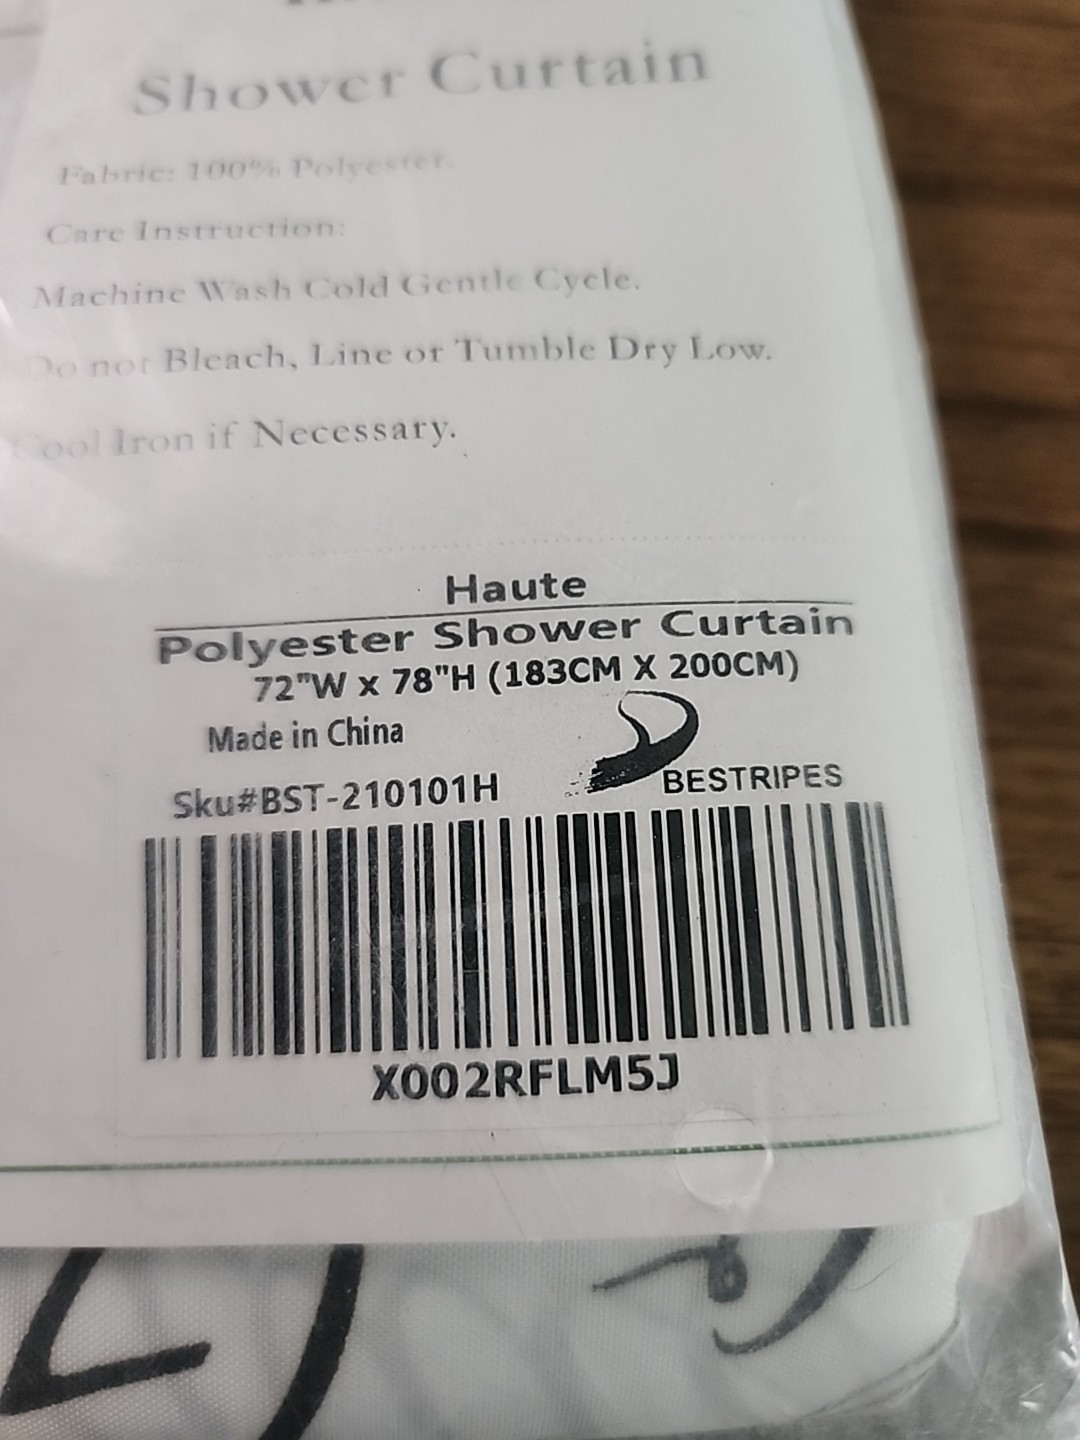 Shower Curtain
Fabric: 100% Polyester.
Care Instruction:
Machine Wash Cold Gentle Cycle.
Do not Bleach, Line or Tumble Dry Low.
Cool Iron if Necessary.
Haute
Polyester Shower Curtain
72"W x 78"H (183CM X 200CM)
Made in China
Sku#BST-210101H
BESTRIPES
X002RFLM5J